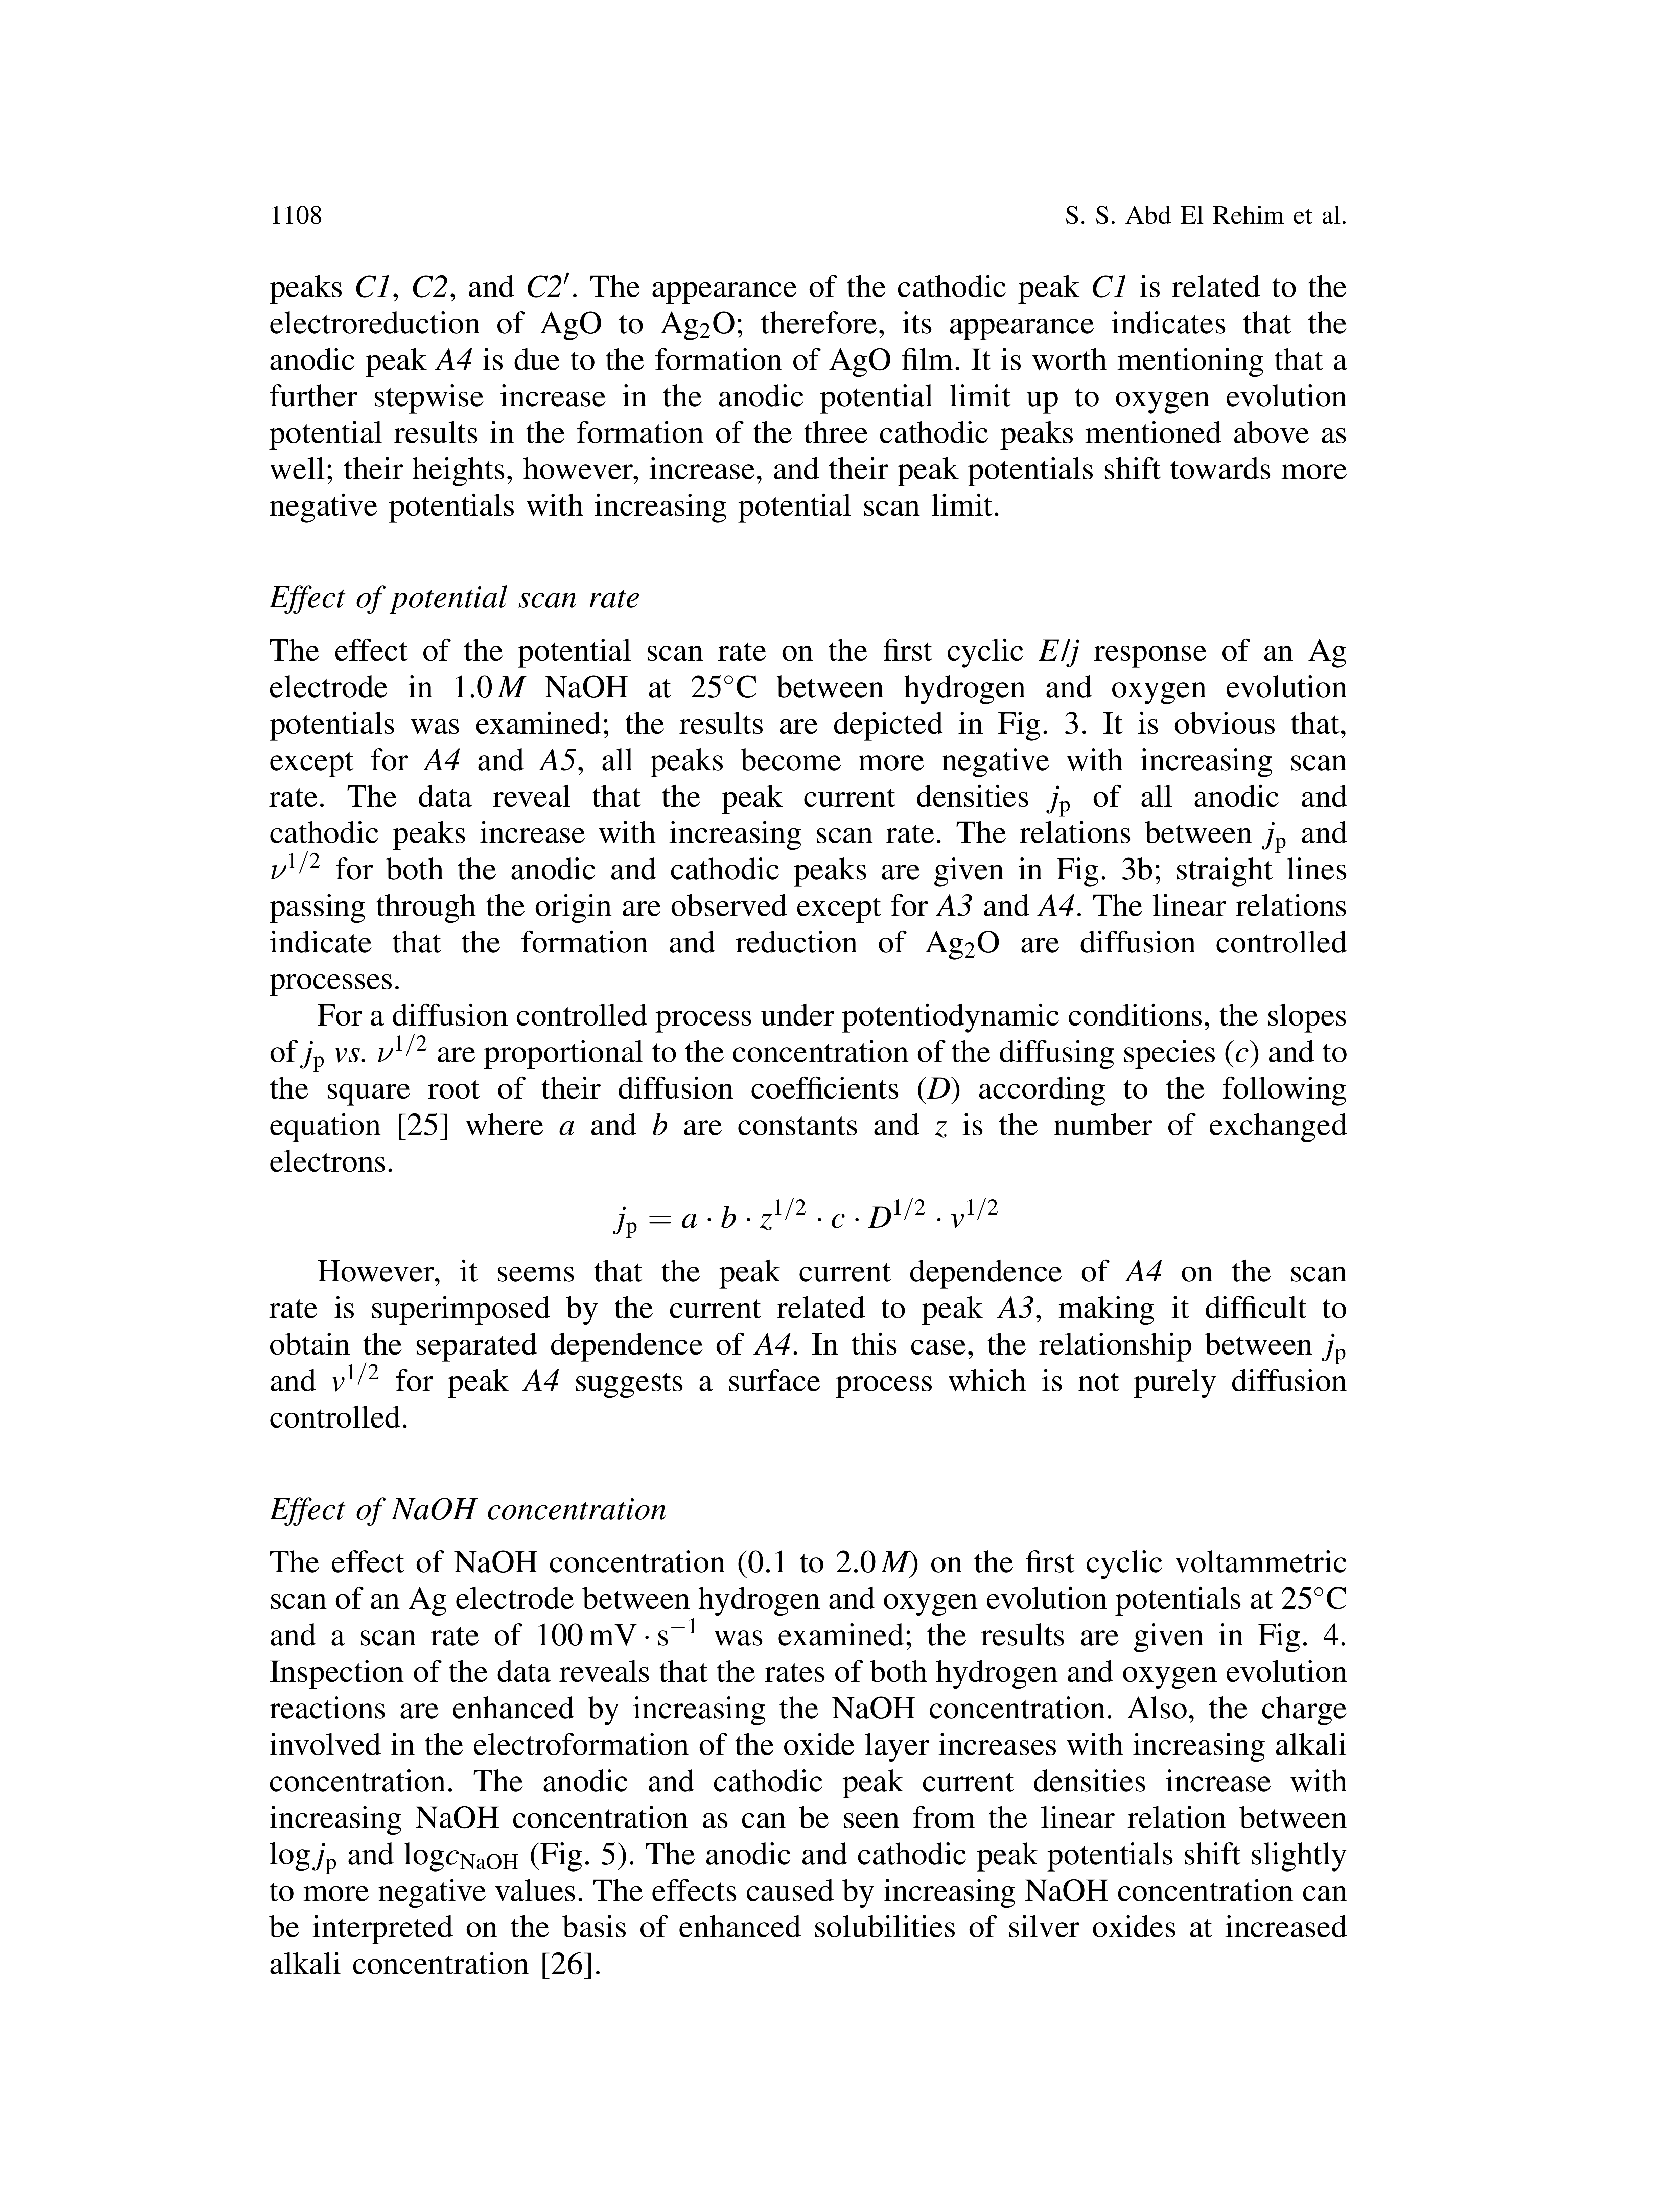 1108
S. S. Abd El Rehim et al.
peaks C1, C2, and C2′. The appearance of the cathodic peak C1 is related to the
electroreduction of AgO to Ag₂O; therefore, its appearance indicates that the
anodic peak A4 is due to the formation of AgO film. It is worth mentioning that a
further stepwise increase in the anodic potential limit up to oxygen evolution
potential results in the formation of the three cathodic peaks mentioned above as
well; their heights, however, increase, and their peak potentials shift towards more
negative potentials with increasing potential scan limit.
Effect of potential scan rate
The effect of the potential scan rate on the first cyclic E/j response of an Ag
electrode in 1.0 M NaOH at 25°C between hydrogen and oxygen evolution
potentials was examined; the results are depicted in Fig. 3. It is obvious that,
except for A4 and A5, all peaks become more negative with increasing scan
rate. The data reveal that the peak current densities jₚ of all anodic and
cathodic peaks increase with increasing scan rate. The relations between jₚ and
ν^1/2 for both the anodic and cathodic peaks are given in Fig. 3b; straight lines
passing through the origin are observed except for A3 and A4. The linear relations
indicate that the formation and reduction of Ag₂O are diffusion controlled
processes.
For a diffusion controlled process under potentiodynamic conditions, the slopes
of jₚ vs. ν^1/2 are proportional to the concentration of the diffusing species (c) and to
the square root of their diffusion coefficients (D) according to the following
equation [25] where a and b are constants and z is the number of exchanged
electrons.
jₚ = a · b · z^1/2 · c · D^1/2 · v^1/2
However, it seems that the peak current dependence of A4 on the scan
rate is superimposed by the current related to peak A3, making it difficult to
obtain the separated dependence of A4. In this case, the relationship between jₚ
and v^1/2 for peak A4 suggests a surface process which is not purely diffusion
controlled.
Effect of NaOH concentration
The effect of NaOH concentration (0.1 to 2.0 M) on the first cyclic voltammetric
scan of an Ag electrode between hydrogen and oxygen evolution potentials at 25°C
and a scan rate of 100 mV · s⁻¹ was examined; the results are given in Fig. 4.
Inspection of the data reveals that the rates of both hydrogen and oxygen evolution
reactions are enhanced by increasing the NaOH concentration. Also, the charge
involved in the electroformation of the oxide layer increases with increasing alkali
concentration. The anodic and cathodic peak current densities increase with
increasing NaOH concentration as can be seen from the linear relation between
log jₚ and logc_NaOH (Fig. 5). The anodic and cathodic peak potentials shift slightly
to more negative values. The effects caused by increasing NaOH concentration can
be interpreted on the basis of enhanced solubilities of silver oxides at increased
alkali concentration [26].